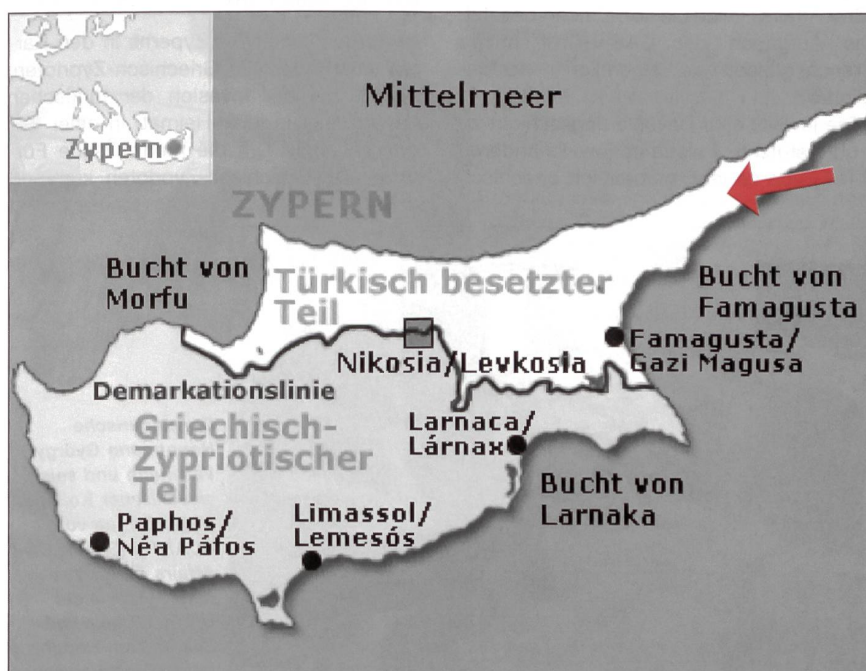 Mittelmeer
Zypern
ZYPERN
Bucht von
Morfu
Türkisch besetzter
Teil
Bucht von
Famagusta
Famagusta/
Gazi Magusa
Nikosia/Levkosia
Demarkationslinie
Griechisch-
Zypriotischer
Teil
Larnaca/
Lárnax
Bucht von
Larnaka
Paphos/
Néa Páfos
Limassol/
Lemesós